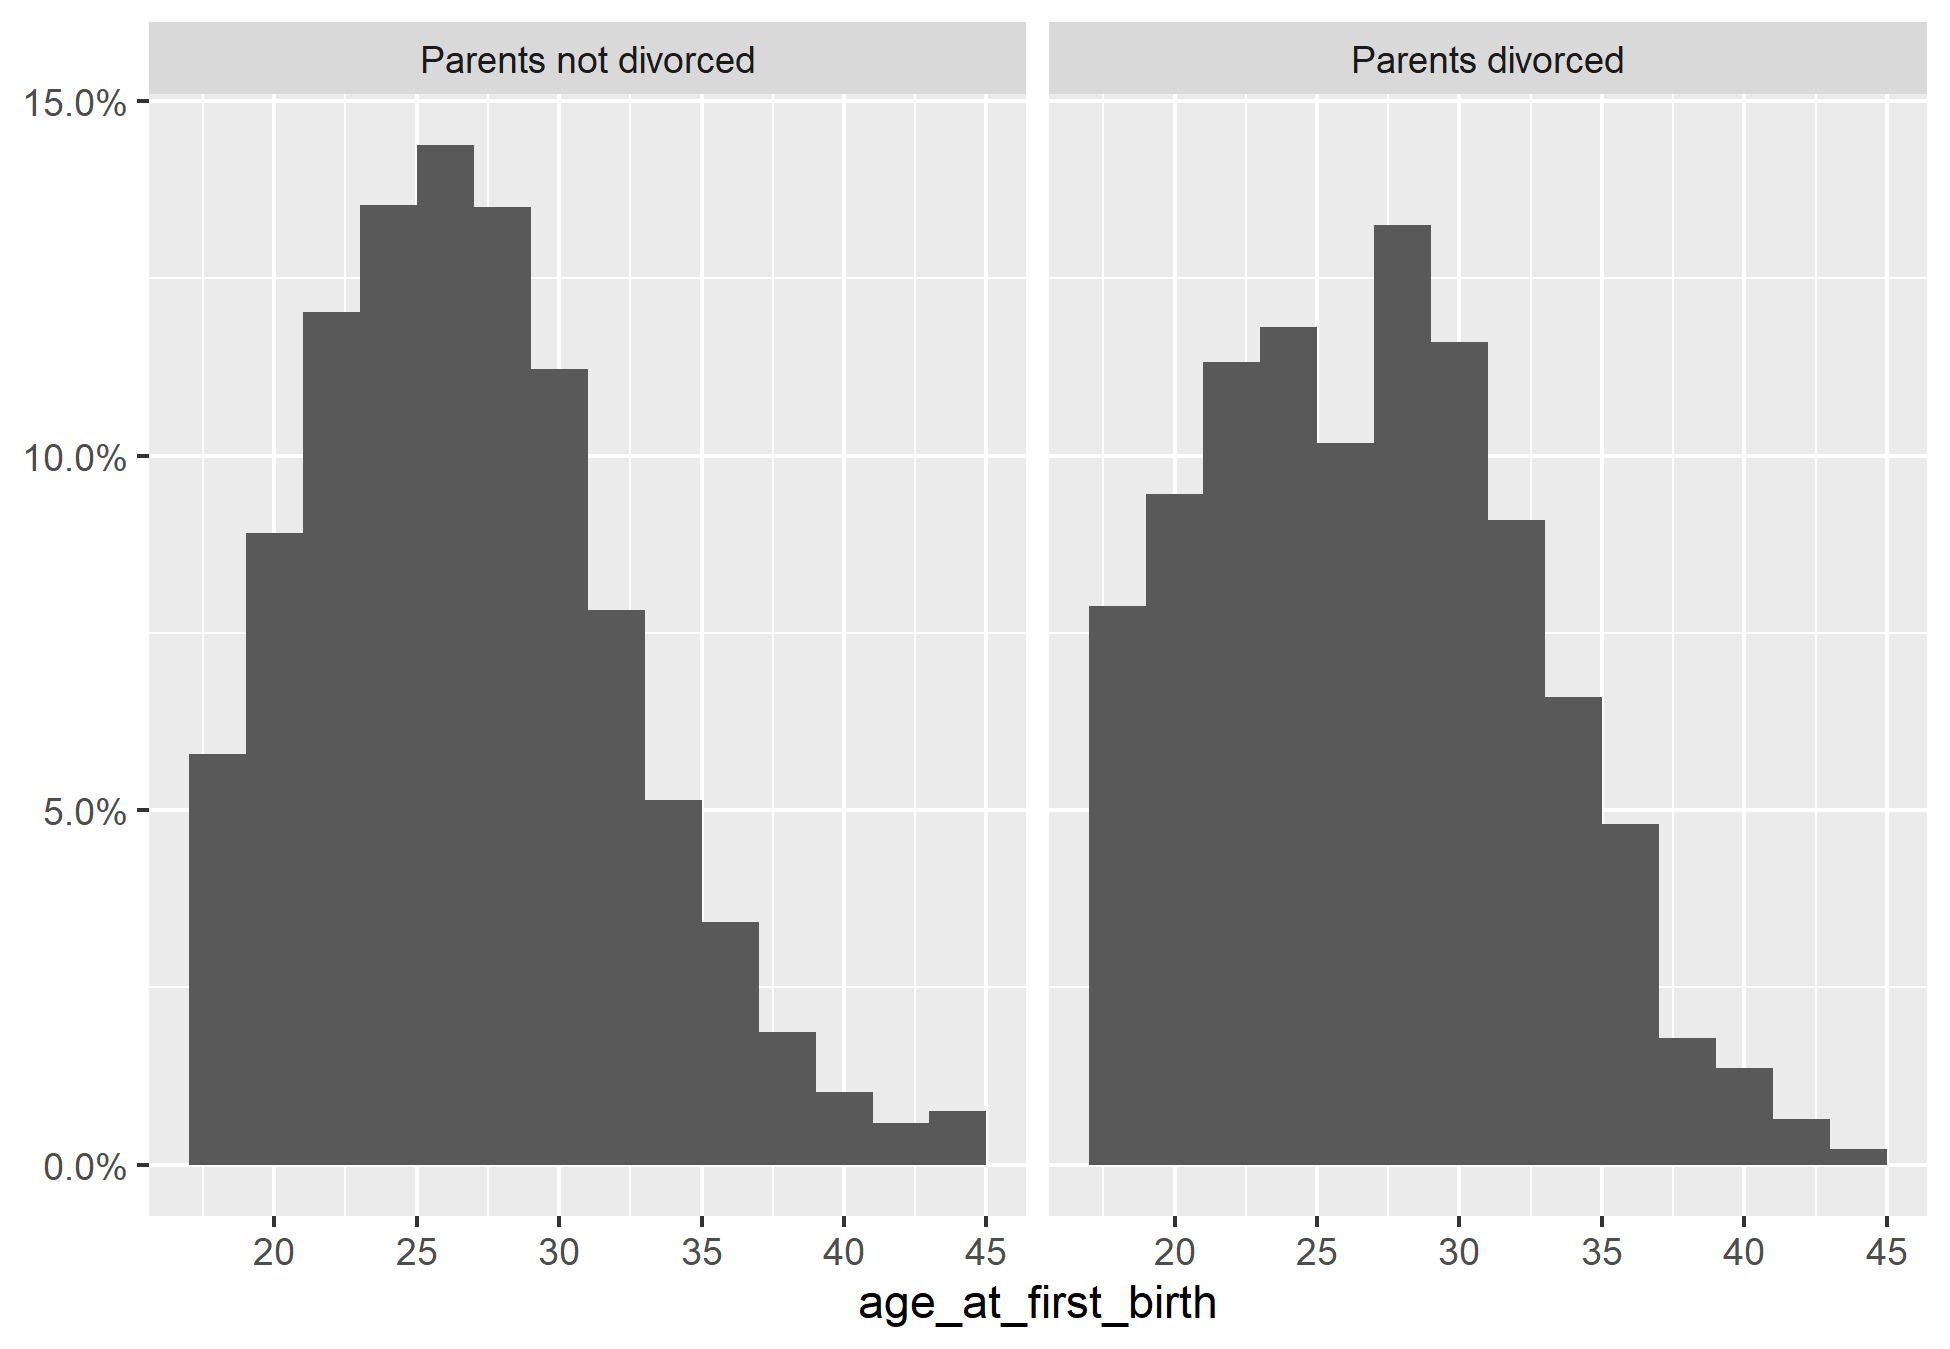 Parents not divorced
Parents divorced
15.0%
10.0%
5.0%
0.0%
20 25 30 35 40 45
20 25 30 35 40 45
age_at_first_birth